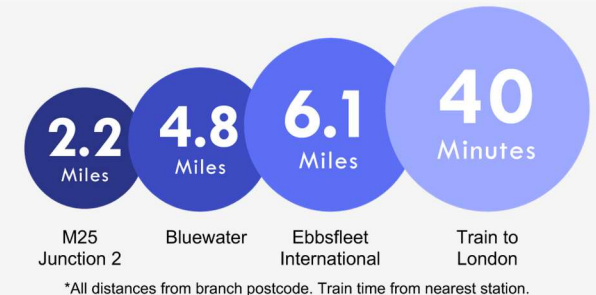 2.2
Miles
4.8
Miles
6.1
Miles
40
Minutes
M25
Junction 2
Bluewater
Ebbsfleet
International
Train to
London
*All distances from branch postcode. Train time from nearest station.